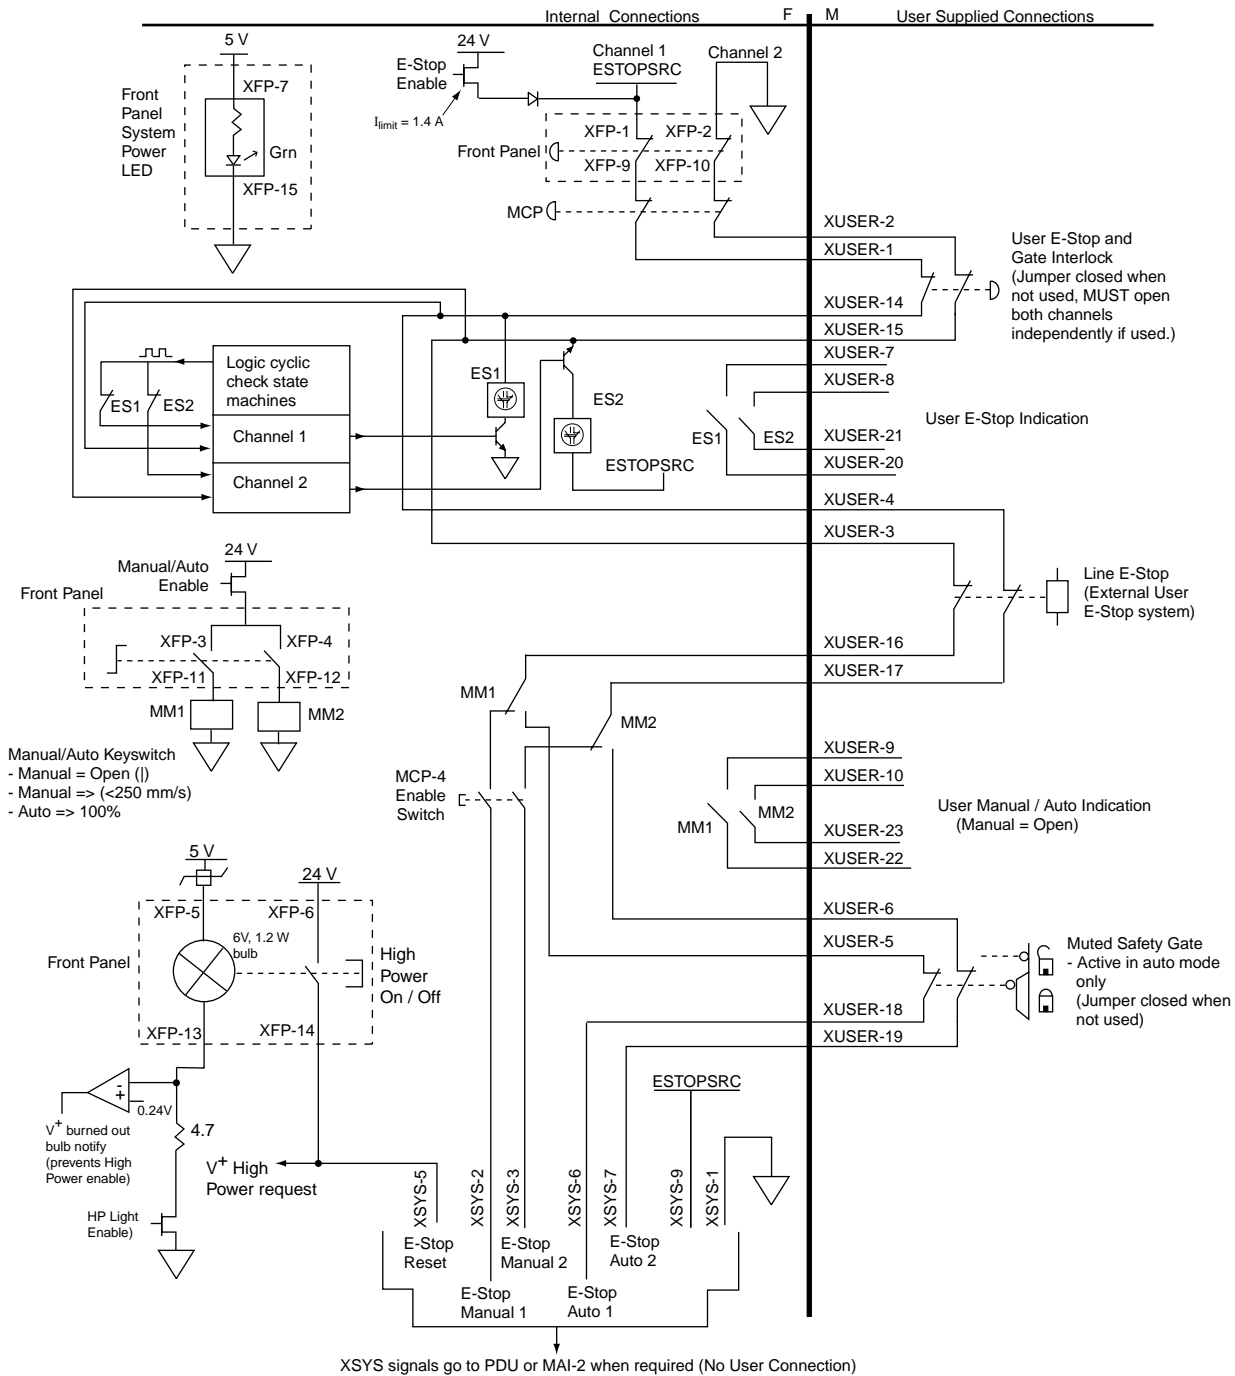 Internal Connections
F
M
User Supplied Connections
5 V
XFP-7
Front
Panel
System
Power
LED
Grn
XFP-15
24 V
E-Stop
Enable
Ilimit = 1.4 A
Channel 1
ESTOPSRC
Channel 2
XFP-1
XFP-2
Front Panel
XFP-9
XFP-10
MCP
XUSER-2
XUSER-1
User E-Stop and
Gate Interlock
(Jumper closed when
not used, MUST open
both channels
independently if used.)
XUSER-14
XUSER-15
XUSER-7
XUSER-8
User E-Stop Indication
XUSER-21
XUSER-20
ES1
ES2
Logic cyclic
check state
machines
Channel 1
Channel 2
ES1
ES2
ES1
ES2
ESTOPSRC
XUSER-4
XUSER-3
Line E-Stop
(External User
E-Stop system)
XUSER-16
XUSER-17
24 V
Manual/Auto
Enable
Front Panel
XFP-3
XFP-4
XFP-11
XFP-12
MM1
MM2
Manual/Auto Keyswitch
- Manual = Open (|)
- Manual => (<250 mm/s)
- Auto => 100%
MM1
MM2
MCP-4
Enable
Switch
XUSER-9
XUSER-10
MM1
MM2
User Manual / Auto Indication
(Manual = Open)
XUSER-23
XUSER-22
5 V
24 V
XFP-5
XFP-6
6V, 1.2 W
bulb
Front Panel
High
Power
On / Off
XFP-13
XFP-14
XUSER-6
XUSER-5
Muted Safety Gate
- Active in auto mode
only
(Jumper closed when
not used)
XUSER-18
XUSER-19
-
+
0.24V
V+ burned out
bulb notify
(prevents High
Power enable)
4.7
HP Light
Enable)
V+ High
Power request
ESTOPSRC
XSYS-5
XSYS-2
XSYS-3
XSYS-6
XSYS-7
XSYS-9
XSYS-1
E-Stop
Reset
E-Stop
Manual 2
E-Stop
Auto 2
E-Stop
Manual 1
E-Stop
Auto 1
XSYS signals go to PDU or MAI-2 when required (No User Connection)